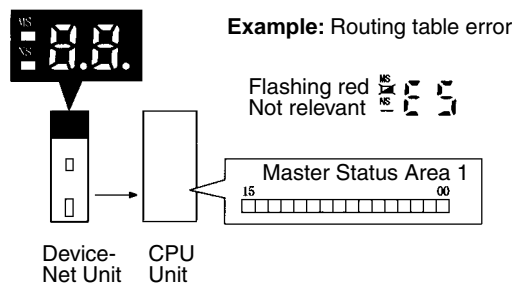 MS
NS
8.8.
Example: Routing table error
Flashing red MS E5
Not relevant NS
Master Status Area 1
15 00
Device-
Net Unit
CPU
Unit